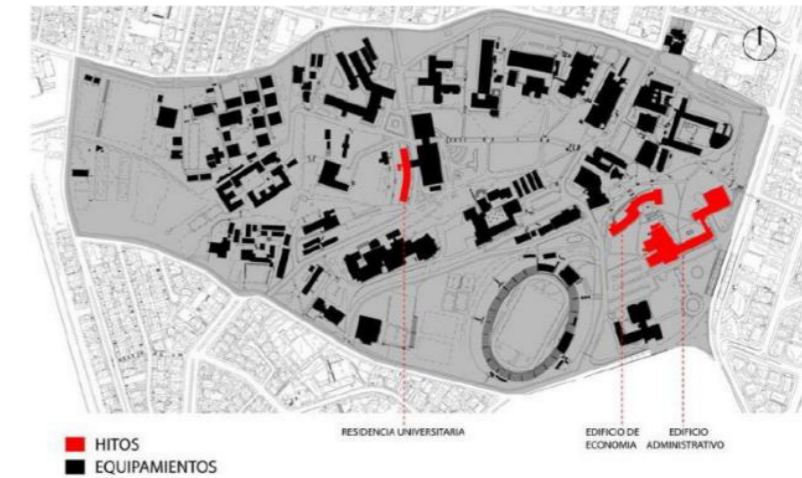 RESIDENCIA UNIVERSITARIA
EDIFICIO DE
ECONOMIA
EDIFICIO
ADMINISTRATIVO
HITOS
EQUIPAMIENTOS